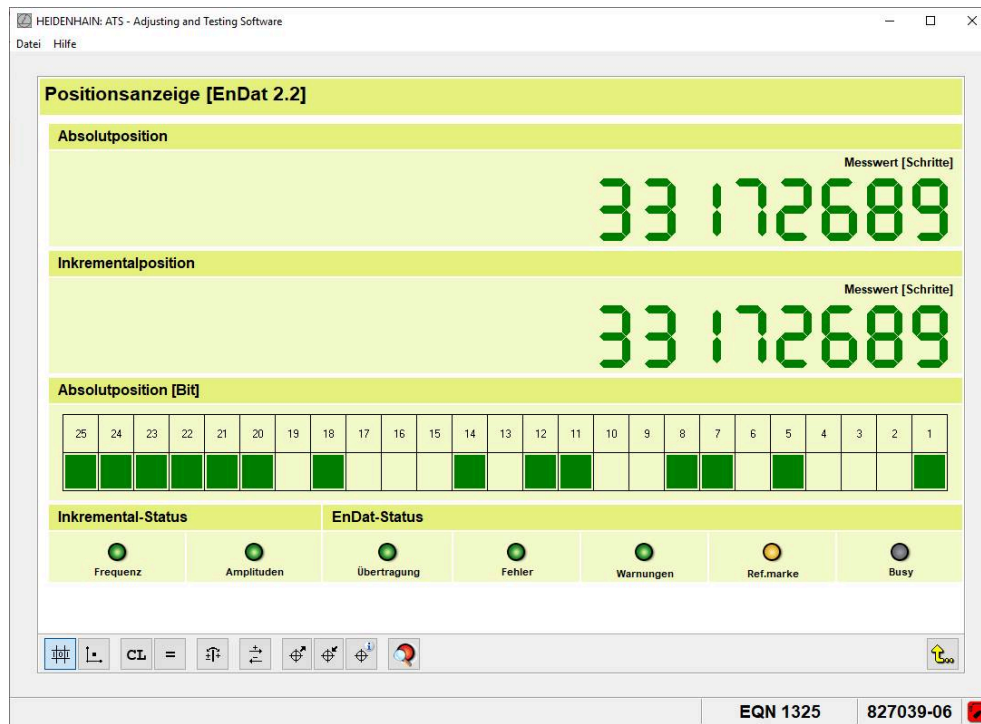 HEIDENHAIN: ATS - Adjusting and Testing Software
Datei Hilfe
Positionsanzeige [EnDat 2.2]
Absolutposition
Messwert [Schritte]
33172689
Inkrementalposition
Messwert [Schritte]
33172689
Absolutposition [Bit]
25 24 23 22 21 20 19 18 17 16 15 14 13 12 11 10 9 8 7 6 5 4 3 2 1
Inkremental-Status EnDat-Status
Frequenz Amplituden Übertragung Fehler Warnungen Ref.marke Busy
CL =
EQN 1325 827039-06